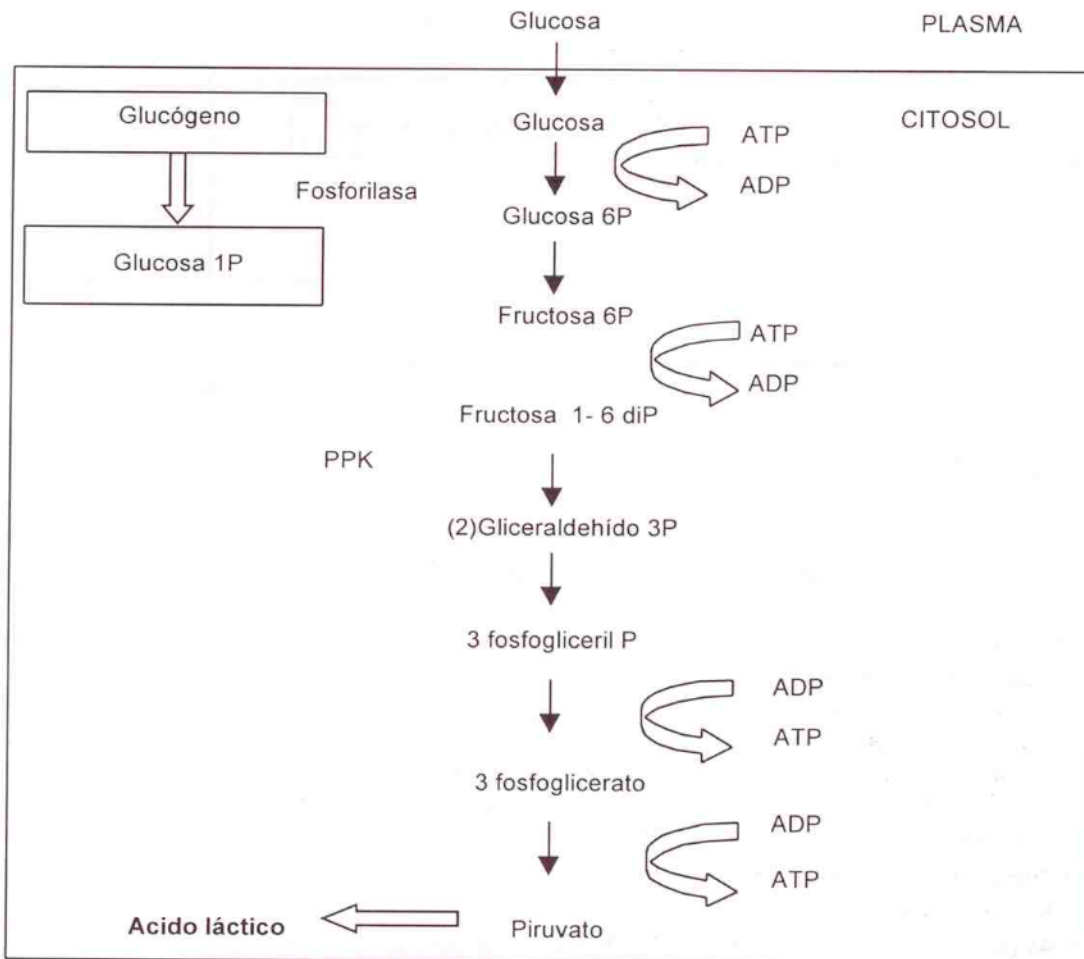 Glucosa
PLASMA
Glucógeno
Glucosa
ATP
CITOSOL
Fosforilasa
ADP
Glucosa 6P
Glucosa 1P
Fructosa 6P
ATP
ADP
Fructosa 1- 6 diP
PPK
(2)Gliceraldehído 3P
3 fosfogliceril P
ADP
ATP
3 fosfoglicerato
ADP
ATP
Acido láctico
Piruvato